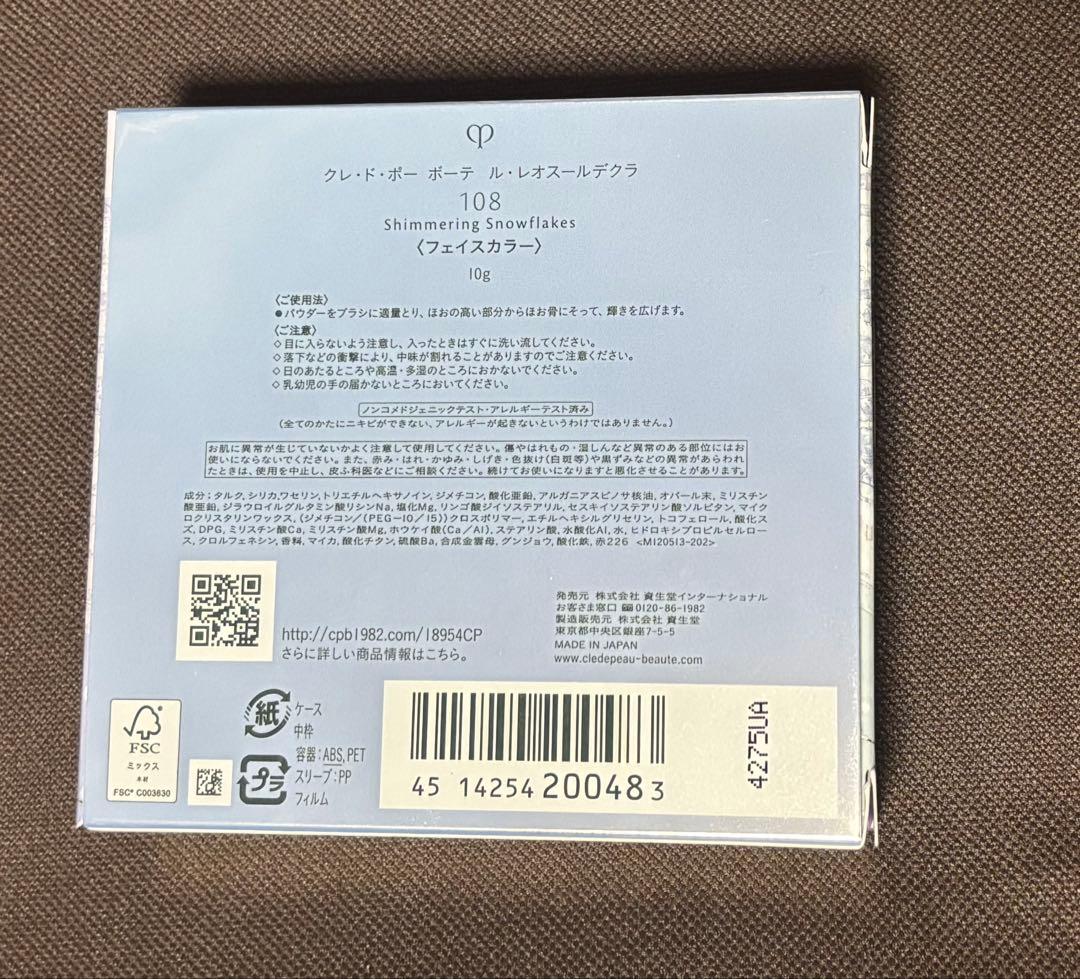 クレ・ド・ポー ボーテ ル・レオスールデクラ
108
Shimmering Snowflakes
〈フェイスカラー〉
10g
〈ご使用法〉
●パウダーをブラシに適量とり、ほおの高い部分からほお骨にそって、輝きを広げます。
〈ご注意〉
◇目に入らないよう注意し、入ったときはすぐに洗い流してください。
◇落下などの衝撃により、中味が割れることがありますのでご注意ください。
◇日のあたるところや高温・多湿のところにおかないでください。
◇乳幼児の手の届かないところにおいてください。
ノンコメドジェニックテスト・アレルギーテスト済み
(全てのかたにニキビができない、アレルギーが起きないというわけではありません。)
お肌に異常が生じていないかよく注意して使用してください。傷やはれもの・湿しんなど異常のある部位にはお
使いにならないでください。また、赤み・はれ・かゆみ・しげき・色抜け(白斑等)や黒ずみなどの異常があらわれ
たときは、使用を中止し、皮ふ科医などにご相談ください。続けてお使いになりますと悪化させることがあります。
成分：タルク,シリカ,ワセリン,トリエチルヘキサノイン,ジメチコン,酸化亜鉛,アルガニアスピノサ核油,オパール末,ミリスチン
酸亜鉛,ジラウロイルグルタミン酸リシンNa,塩化Mg,リンゴ酸ジイソステアリル,セスキイソステアリン酸ソルビタン,マイク
ロクリスタリンワックス,(ジメチコン/(PEG-10/15))クロスポリマー,エチルヘキシルグリセリン,トコフェロール,酸化ス
ズ,DPG,ミリスチン酸Ca,ミリスチン酸Mg,ホウケイ酸(Ca/Al),ステアリン酸,水酸化Al,水,ヒドロキシプロピルセルロー
ス,クロルフェネシン,香料,マイカ,酸化チタン,硫酸Ba,合成金雲母,グンジョウ,酸化鉄,赤226 <M120513-202>
http://cpb1982.com/18954CP
さらに詳しい商品情報はこちら。
発売元 株式会社 資生堂インターナショナル
お客さま窓口 0120-86-1982
製造販売元 株式会社 資生堂
東京都中央区銀座7-5-5
MADE IN JAPAN
www.cledepeau-beaute.com
FSC
ミックス
木材
FSC® C003630
紙
ケース
中枠
プラ
容器：ABS,PET
スリーブ：PP
フィルム
4514254200483
4275UA